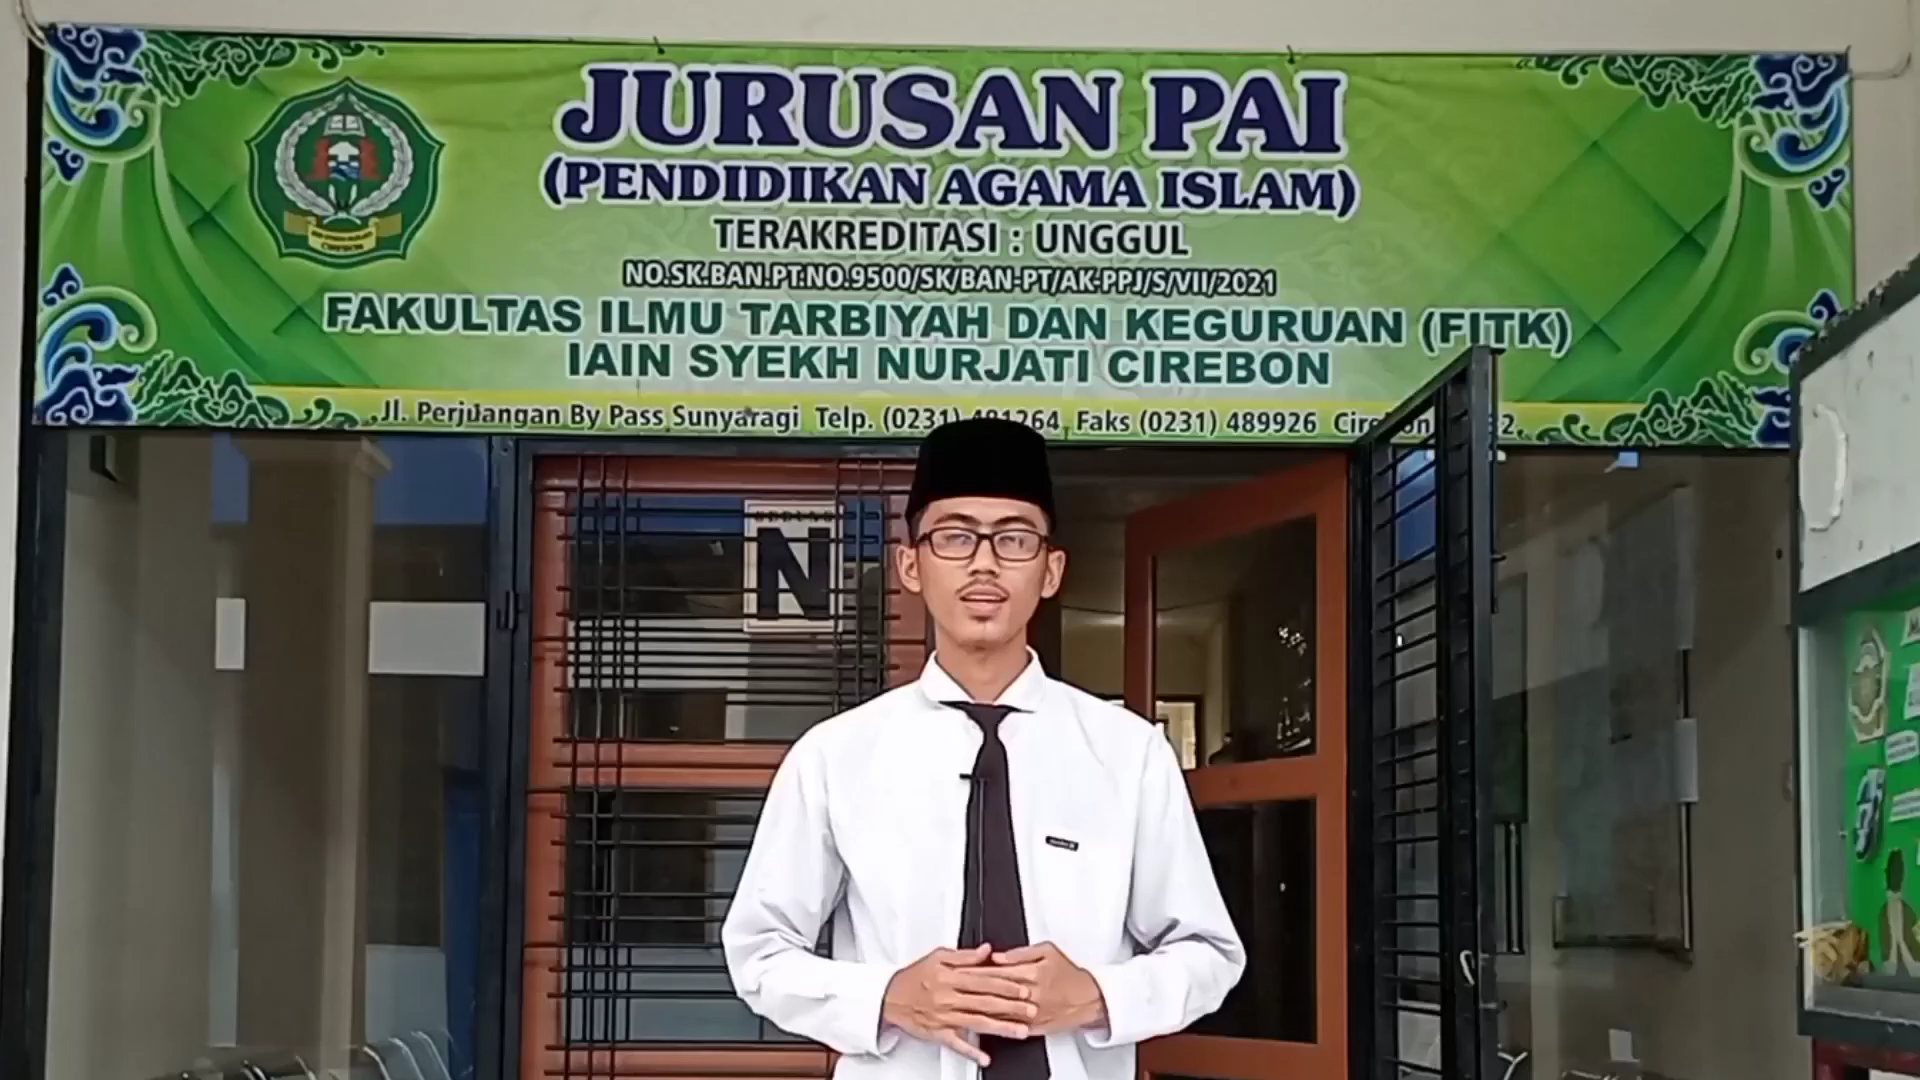 JURUSAN PAI
(PENDIDIKAN AGAMA ISLAM)
TERAKREDITASI : UNGGUL
NO.SK.BAN.PT.NO.9500/SK/BAN-PT/AK-PPJ/S/VII/2021
FAKULTAS ILMU TARBIYAH DAN KEGURUAN (FITK)
IAIN SYEKH NURJATI CIREBON
Jl. Perjuangan By Pass Sunyaragi Telp. (0231) Faks (0231) 489926
CIREBON
N